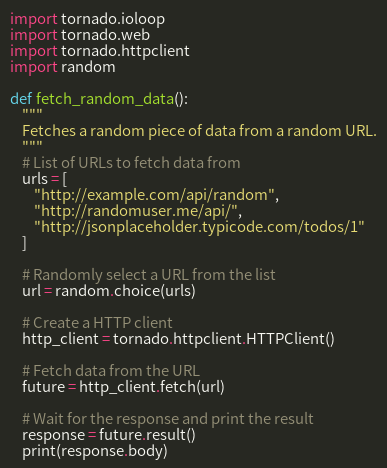 import tornado.ioloop
import tornado.web
import tornado.httpclient
import random

def fetch_random_data():
    """
    Fetches a random piece of data from a random URL.
    """
    # List of URLs to fetch data from
    urls = [
        "http://example.com/api/random",
        "http://randomuser.me/api/",
        "http://jsonplaceholder.typicode.com/todos/1"
    ]

    # Randomly select a URL from the list
    url = random.choice(urls)

    # Create a HTTP client
    http_client = tornado.httpclient.HTTPClient()

    # Fetch data from the URL
    future = http_client.fetch(url)

    # Wait for the response and print the result
    response = future.result()
    print(response.body)